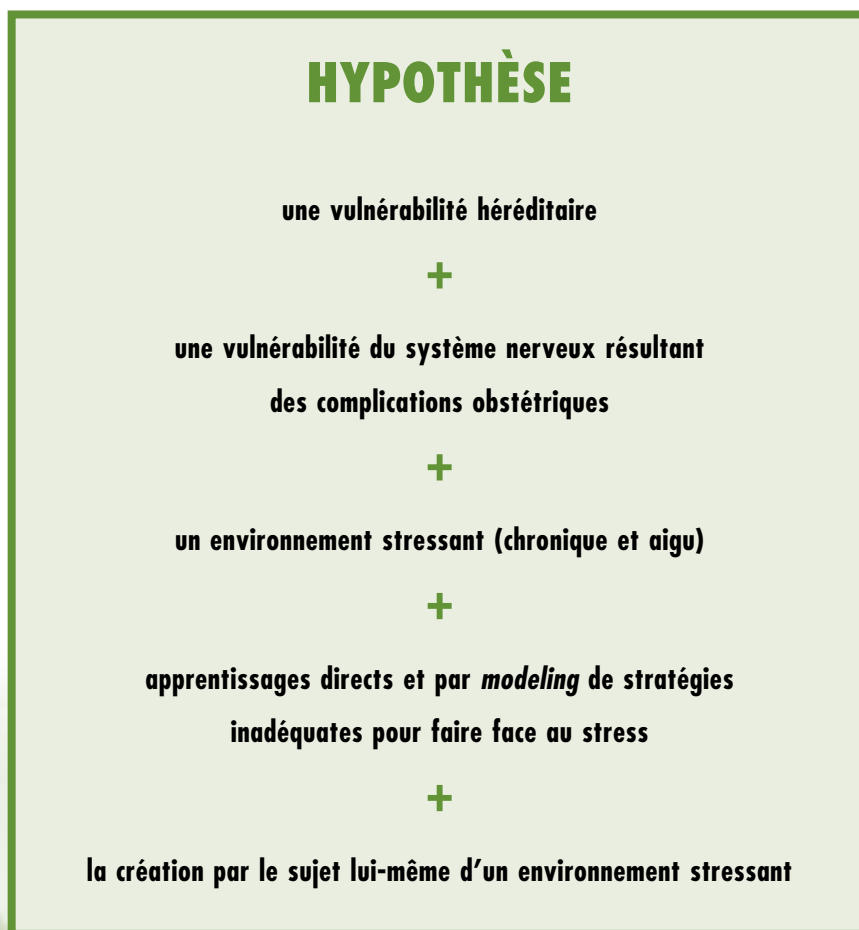 HYPOTHÈSE
une vulnérabilité héréditaire
+
une vulnérabilité du système nerveux résultant
des complications obstétriques
+
un environnement stressant (chronique et aigu)
+
apprentissages directs et par modeling de stratégies
inadéquates pour faire face au stress
+
la création par le sujet lui-même d’un environnement stressant